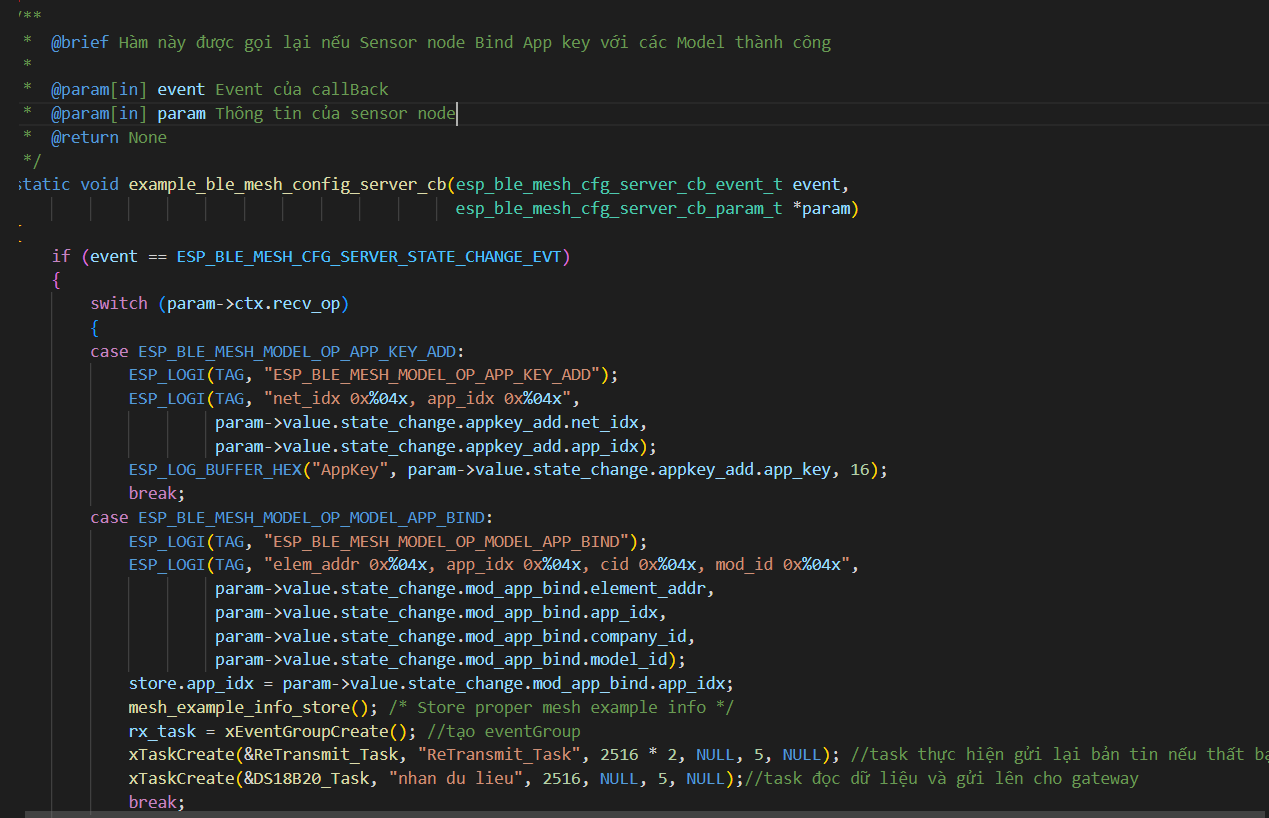 /**
 *  @brief Hàm này được gọi lại nếu Sensor node Bind App key với các Model thành công
 *
 *  @param[in] event Event của callBack
 *  @param[in] param Thông tin của sensor node
 *  @return None
 */
static void example_ble_mesh_config_server_cb(esp_ble_mesh_cfg_server_cb_event_t event,
                                              esp_ble_mesh_cfg_server_cb_param_t *param)
    if (event == ESP_BLE_MESH_CFG_SERVER_STATE_CHANGE_EVT)
    {
        switch (param->ctx.recv_op)
        {
        case ESP_BLE_MESH_MODEL_OP_APP_KEY_ADD:
            ESP_LOGI(TAG, "ESP_BLE_MESH_MODEL_OP_APP_KEY_ADD");
            ESP_LOGI(TAG, "net_idx 0x%04x, app_idx 0x%04x",
                     param->value.state_change.appkey_add.net_idx,
                     param->value.state_change.appkey_add.app_idx);
            ESP_LOG_BUFFER_HEX("AppKey", param->value.state_change.appkey_add.app_key, 16);
            break;
        case ESP_BLE_MESH_MODEL_OP_MODEL_APP_BIND:
            ESP_LOGI(TAG, "ESP_BLE_MESH_MODEL_OP_MODEL_APP_BIND");
            ESP_LOGI(TAG, "elem_addr 0x%04x, app_idx 0x%04x, cid 0x%04x, mod_id 0x%04x",
                     param->value.state_change.mod_app_bind.element_addr,
                     param->value.state_change.mod_app_bind.app_idx,
                     param->value.state_change.mod_app_bind.company_id,
                     param->value.state_change.mod_app_bind.model_id);
            store.app_idx = param->value.state_change.mod_app_bind.app_idx;
            mesh_example_info_store(); /* Store proper mesh example info */
            rx_task = xEventGroupCreate(); //tạo eventGroup
            xTaskCreate(&ReTransmit_Task, "ReTransmit_Task", 2516 * 2, NULL, 5, NULL); //task thực hiện gửi lại bản tin nếu thất
            xTaskCreate(&DS18B20_Task, "nhan du lieu", 2516, NULL, 5, NULL);//task đọc dữ liệu và gửi lên cho gateway
            break;